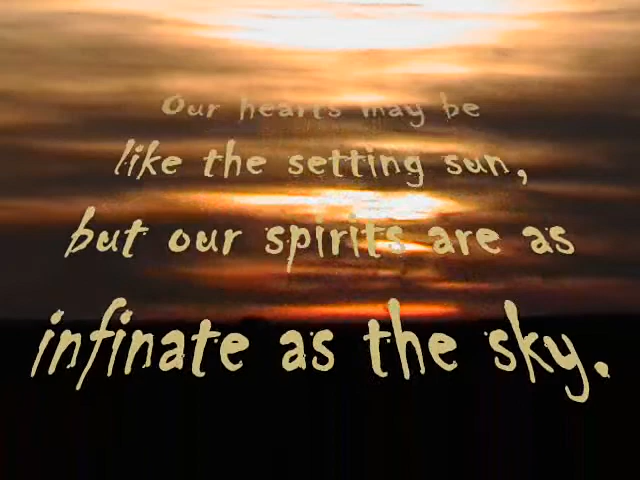 Our hearts may be
like the setting sun,
but our spirits are as
infinate as the sky.